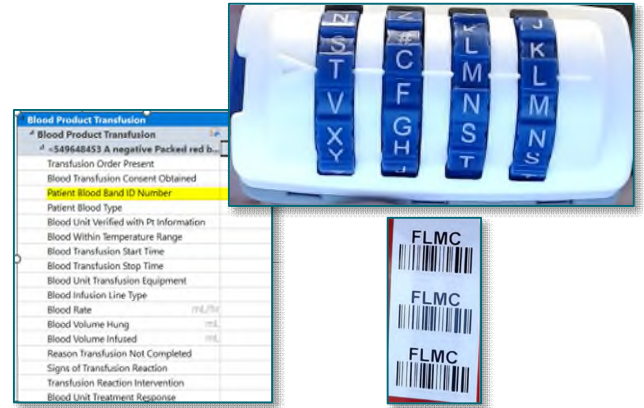 Blood Product Transfusion
Blood Product Transfusion
<549648453 A negative Packed red b...
Transfusion Order Present
Blood Transfusion Consent Obtained
Patient Blood Band ID Number
Patient Blood Type
Blood Unit Verified with Pt Information
Blood Within Temperature Range
Blood Transfusion Start Time
Blood Transfusion Stop Time
Blood Unit Transfusion Equipment
Blood Infusion Line Type
Blood Rate mL/hr
Blood Volume Hung mL
Blood Volume Infused mL
Reason Transfusion Not Completed
Signs of Transfusion Reaction
Transfusion Reaction Intervention
Blood Unit Treatment Response
N Z K J
S # L K
T C M L
V F N M
X G S N
Y H T S
FLMC
FLMC
FLMC